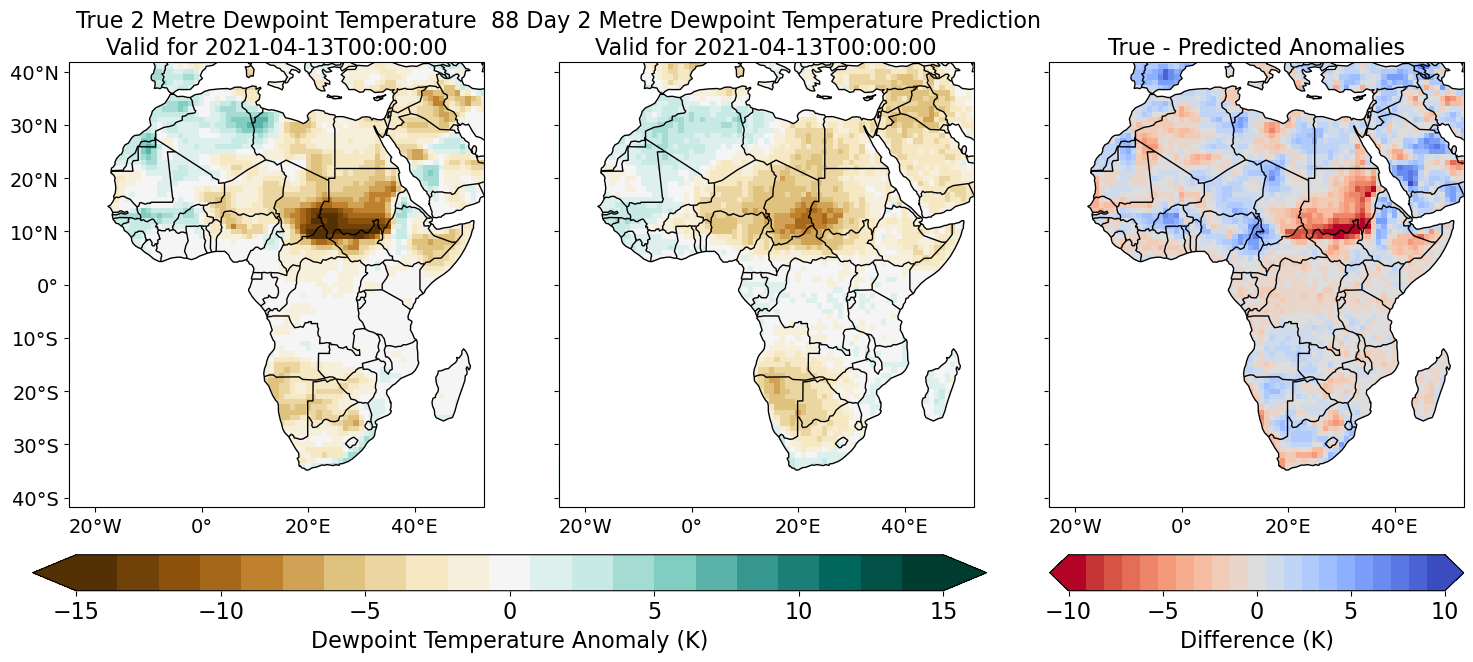 True 2 Metre Dewpoint Temperature
Valid for 2021-04-13T00:00:00
88 Day 2 Metre Dewpoint Temperature Prediction
Valid for 2021-04-13T00:00:00
True - Predicted Anomalies
40°N
30°N
20°N
10°N
0°
10°S
20°S
30°S
40°S
20°W 0° 20°E 40°E
20°W 0° 20°E 40°E
20°W 0° 20°E 40°E
−15 −10 −5 0 5 10 15
Dewpoint Temperature Anomaly (K)
−10 −5 0 5 10
Difference (K)